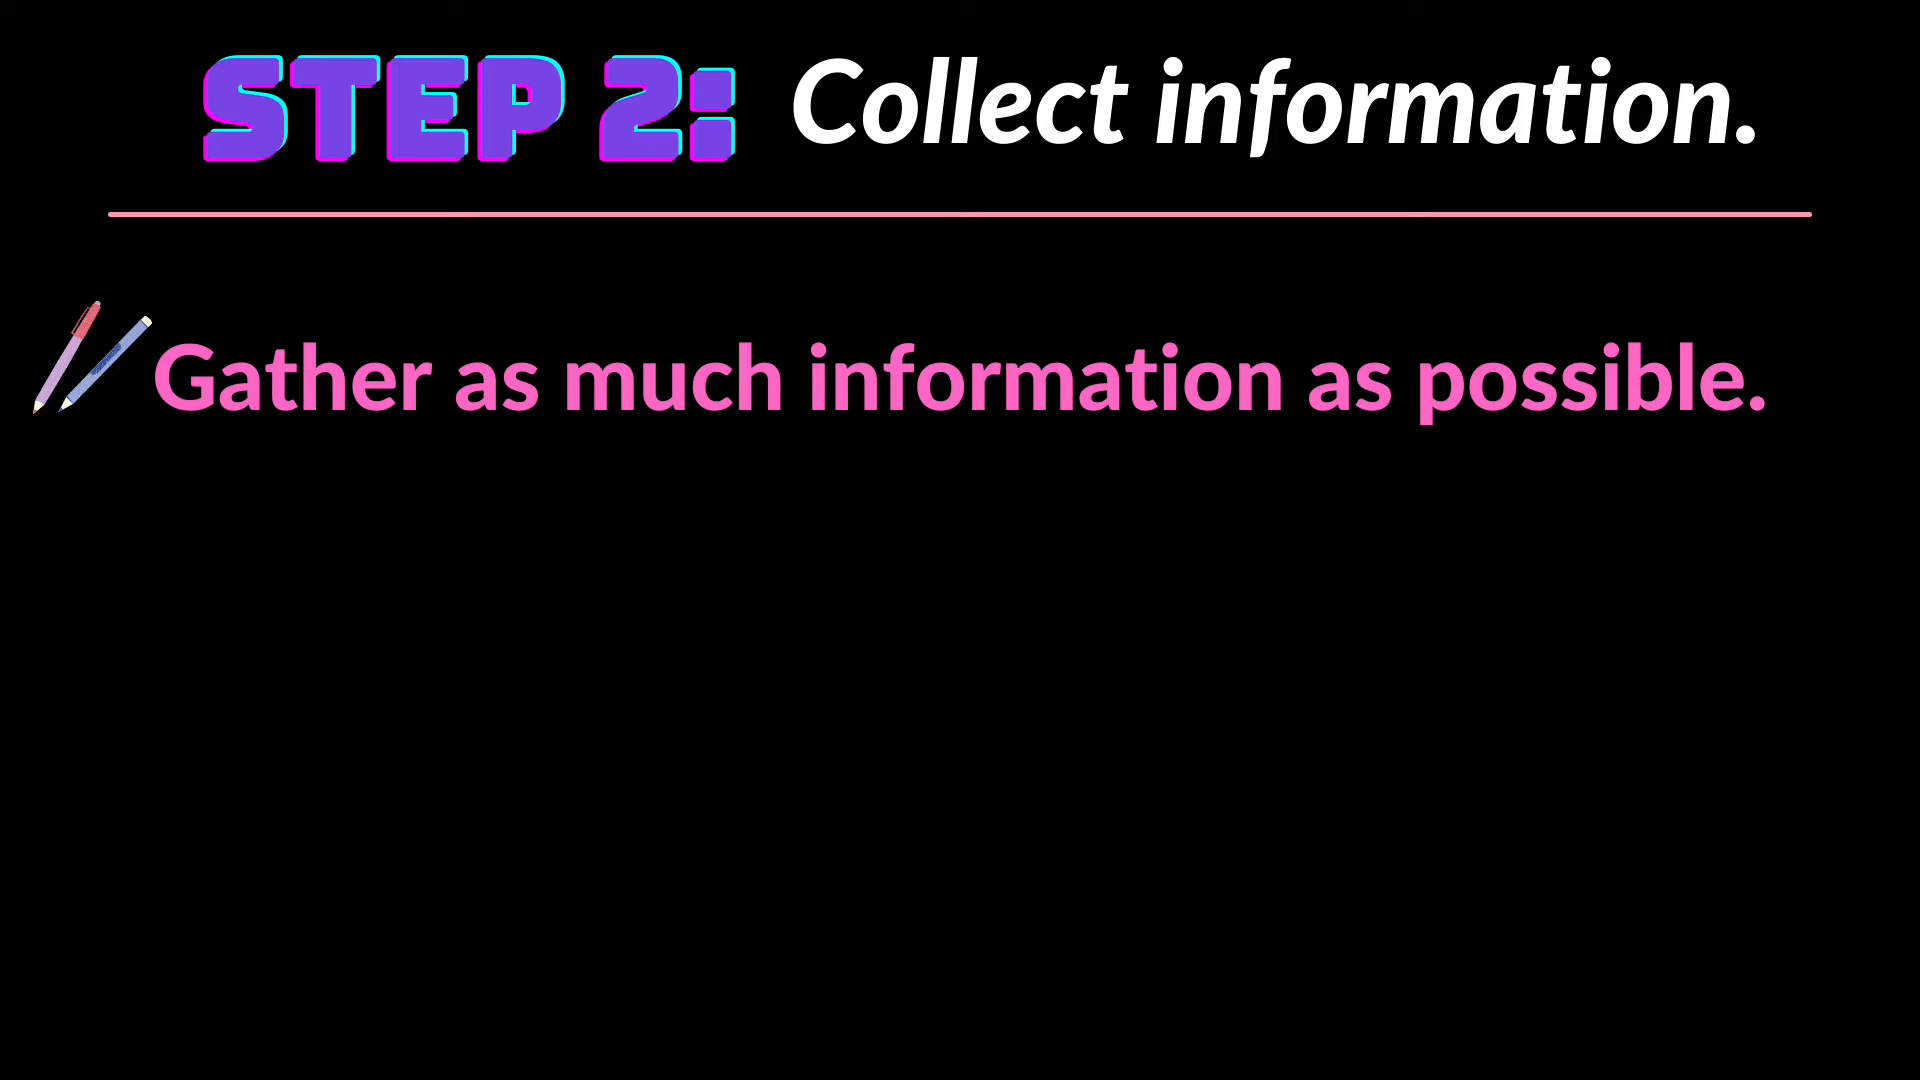 STEP 2: Collect information.
Gather as much information as possible.